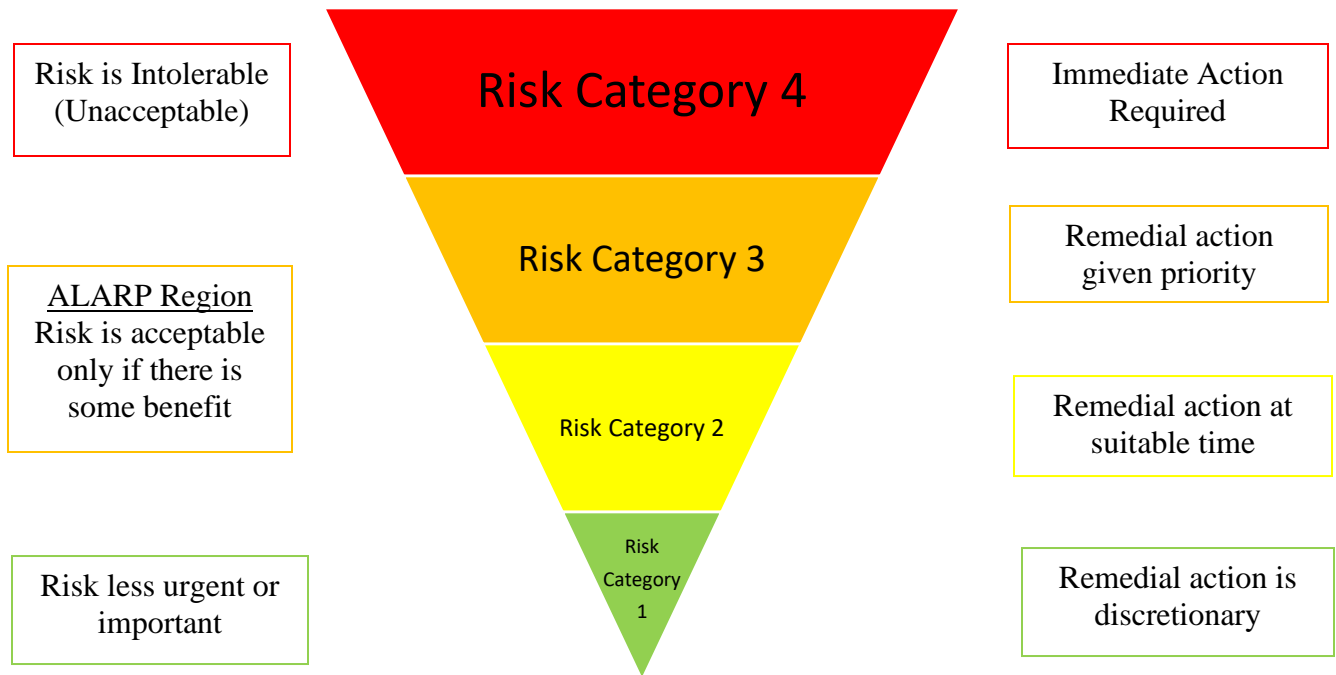 Risk is Intolerable
(Unacceptable)
Risk Category 4
Immediate Action
Required
Risk Category 3
Remedial action
given priority
ALARP Region
Risk is acceptable
only if there is
some benefit
Risk Category 2
Remedial action at
suitable time
Risk less urgent or
important
Risk
Category
1
Remedial action is
discretionary